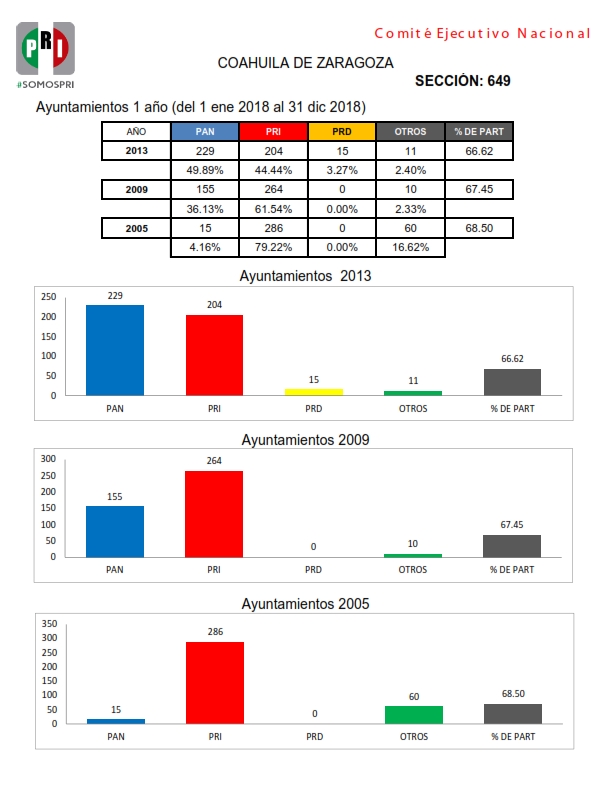 Comité Ejecutivo Nacional
PRI
#SOMOSPRI
COAHUILA DE ZARAGOZA
SECCIÓN: 649
Ayuntamientos 1 año (del 1 ene 2018 al 31 dic 2018)
AÑO PAN PRI PRD OTROS % DE PART
2013 229 204 15 11 66.62
49.89% 44.44% 3.27% 2.40%
2009 155 264 0 10 67.45
36.13% 61.54% 0.00% 2.33%
2005 15 286 0 60 68.50
4.16% 79.22% 0.00% 16.62%
Ayuntamientos 2013
250
200
150
100
50
0
229
204
15
11
66.62
PAN PRI PRD OTROS % DE PART
Ayuntamientos 2009
300
250
200
150
100
50
0
155
264
0
10
67.45
PAN PRI PRD OTROS % DE PART
Ayuntamientos 2005
350
300
250
200
150
100
50
0
15
286
0
60
68.50
PAN PRI PRD OTROS % DE PART